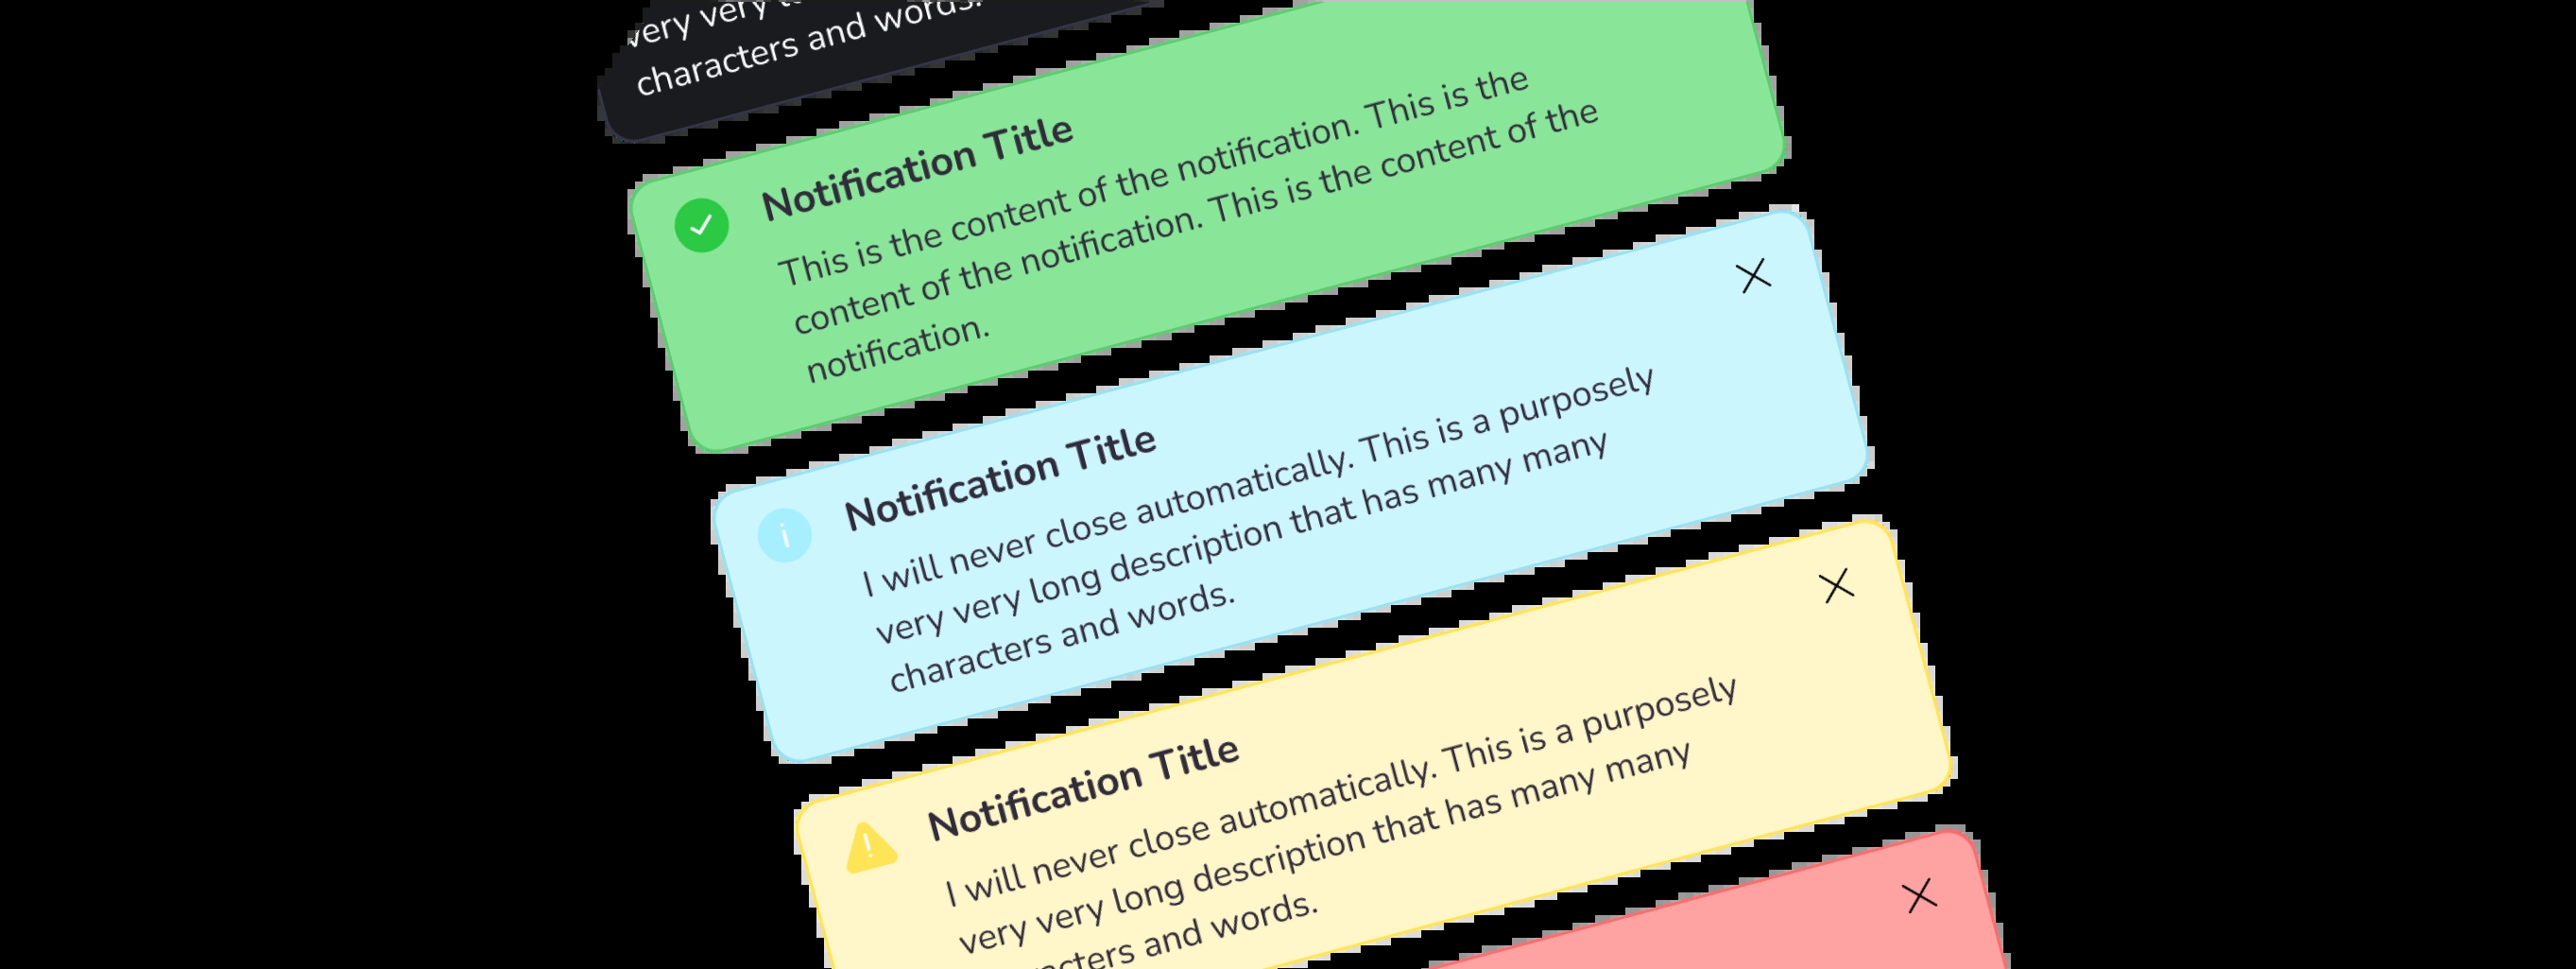 very very
characters and words.
Notification Title
This is the content of the notification. This is the
content of the notification. This is the content of the
notification.
Notification Title
I will never close automatically. This is a purposely
very very long description that has many many
characters and words.
Notification Title
I will never close automatically. This is a purposely
very very long description that has many many
and words.